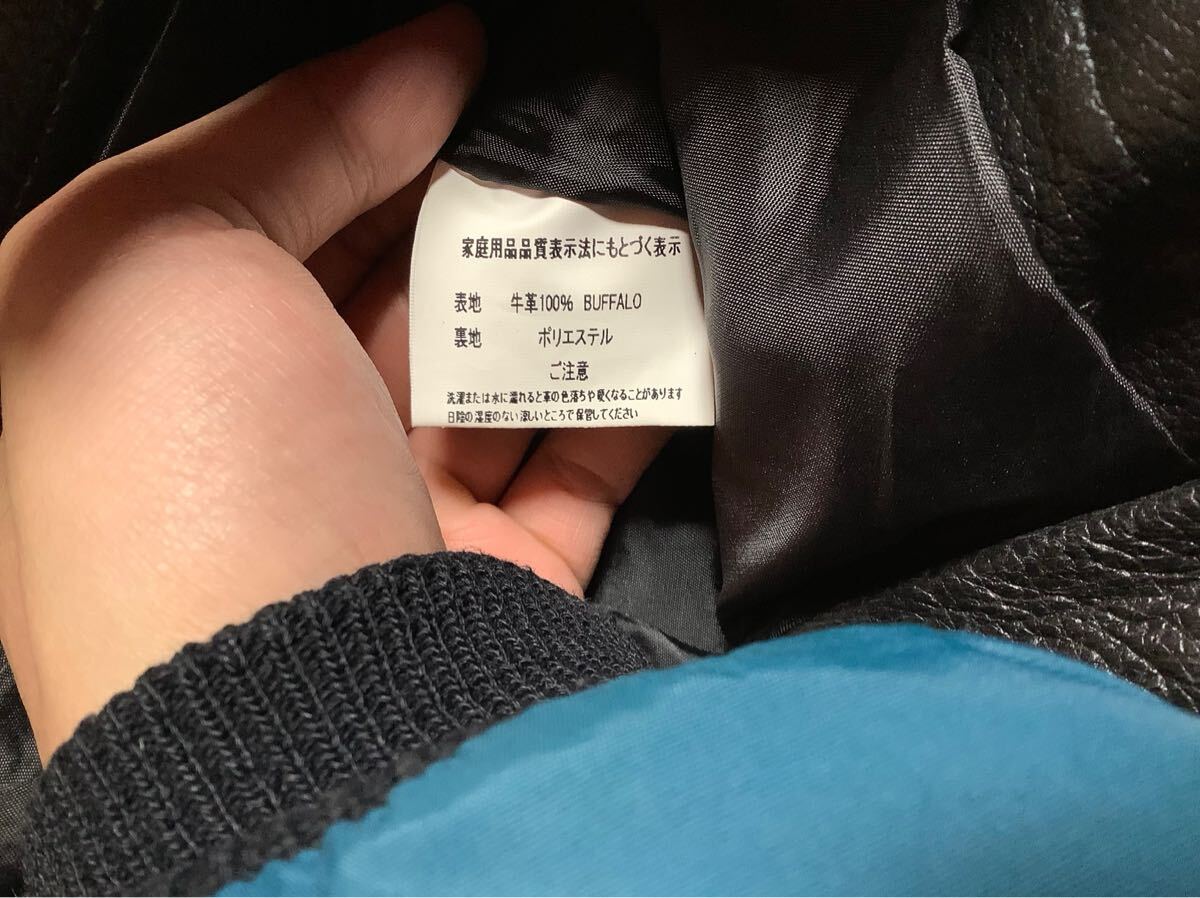 家庭用品品質表示法にもとづく表示
表地 牛革100% BUFFALO
裏地 ポリエステル
ご注意
洗濯または水に濡れると革の色落ちや硬くなることがあります
日陰の湿度のない涼しいところで保管してください